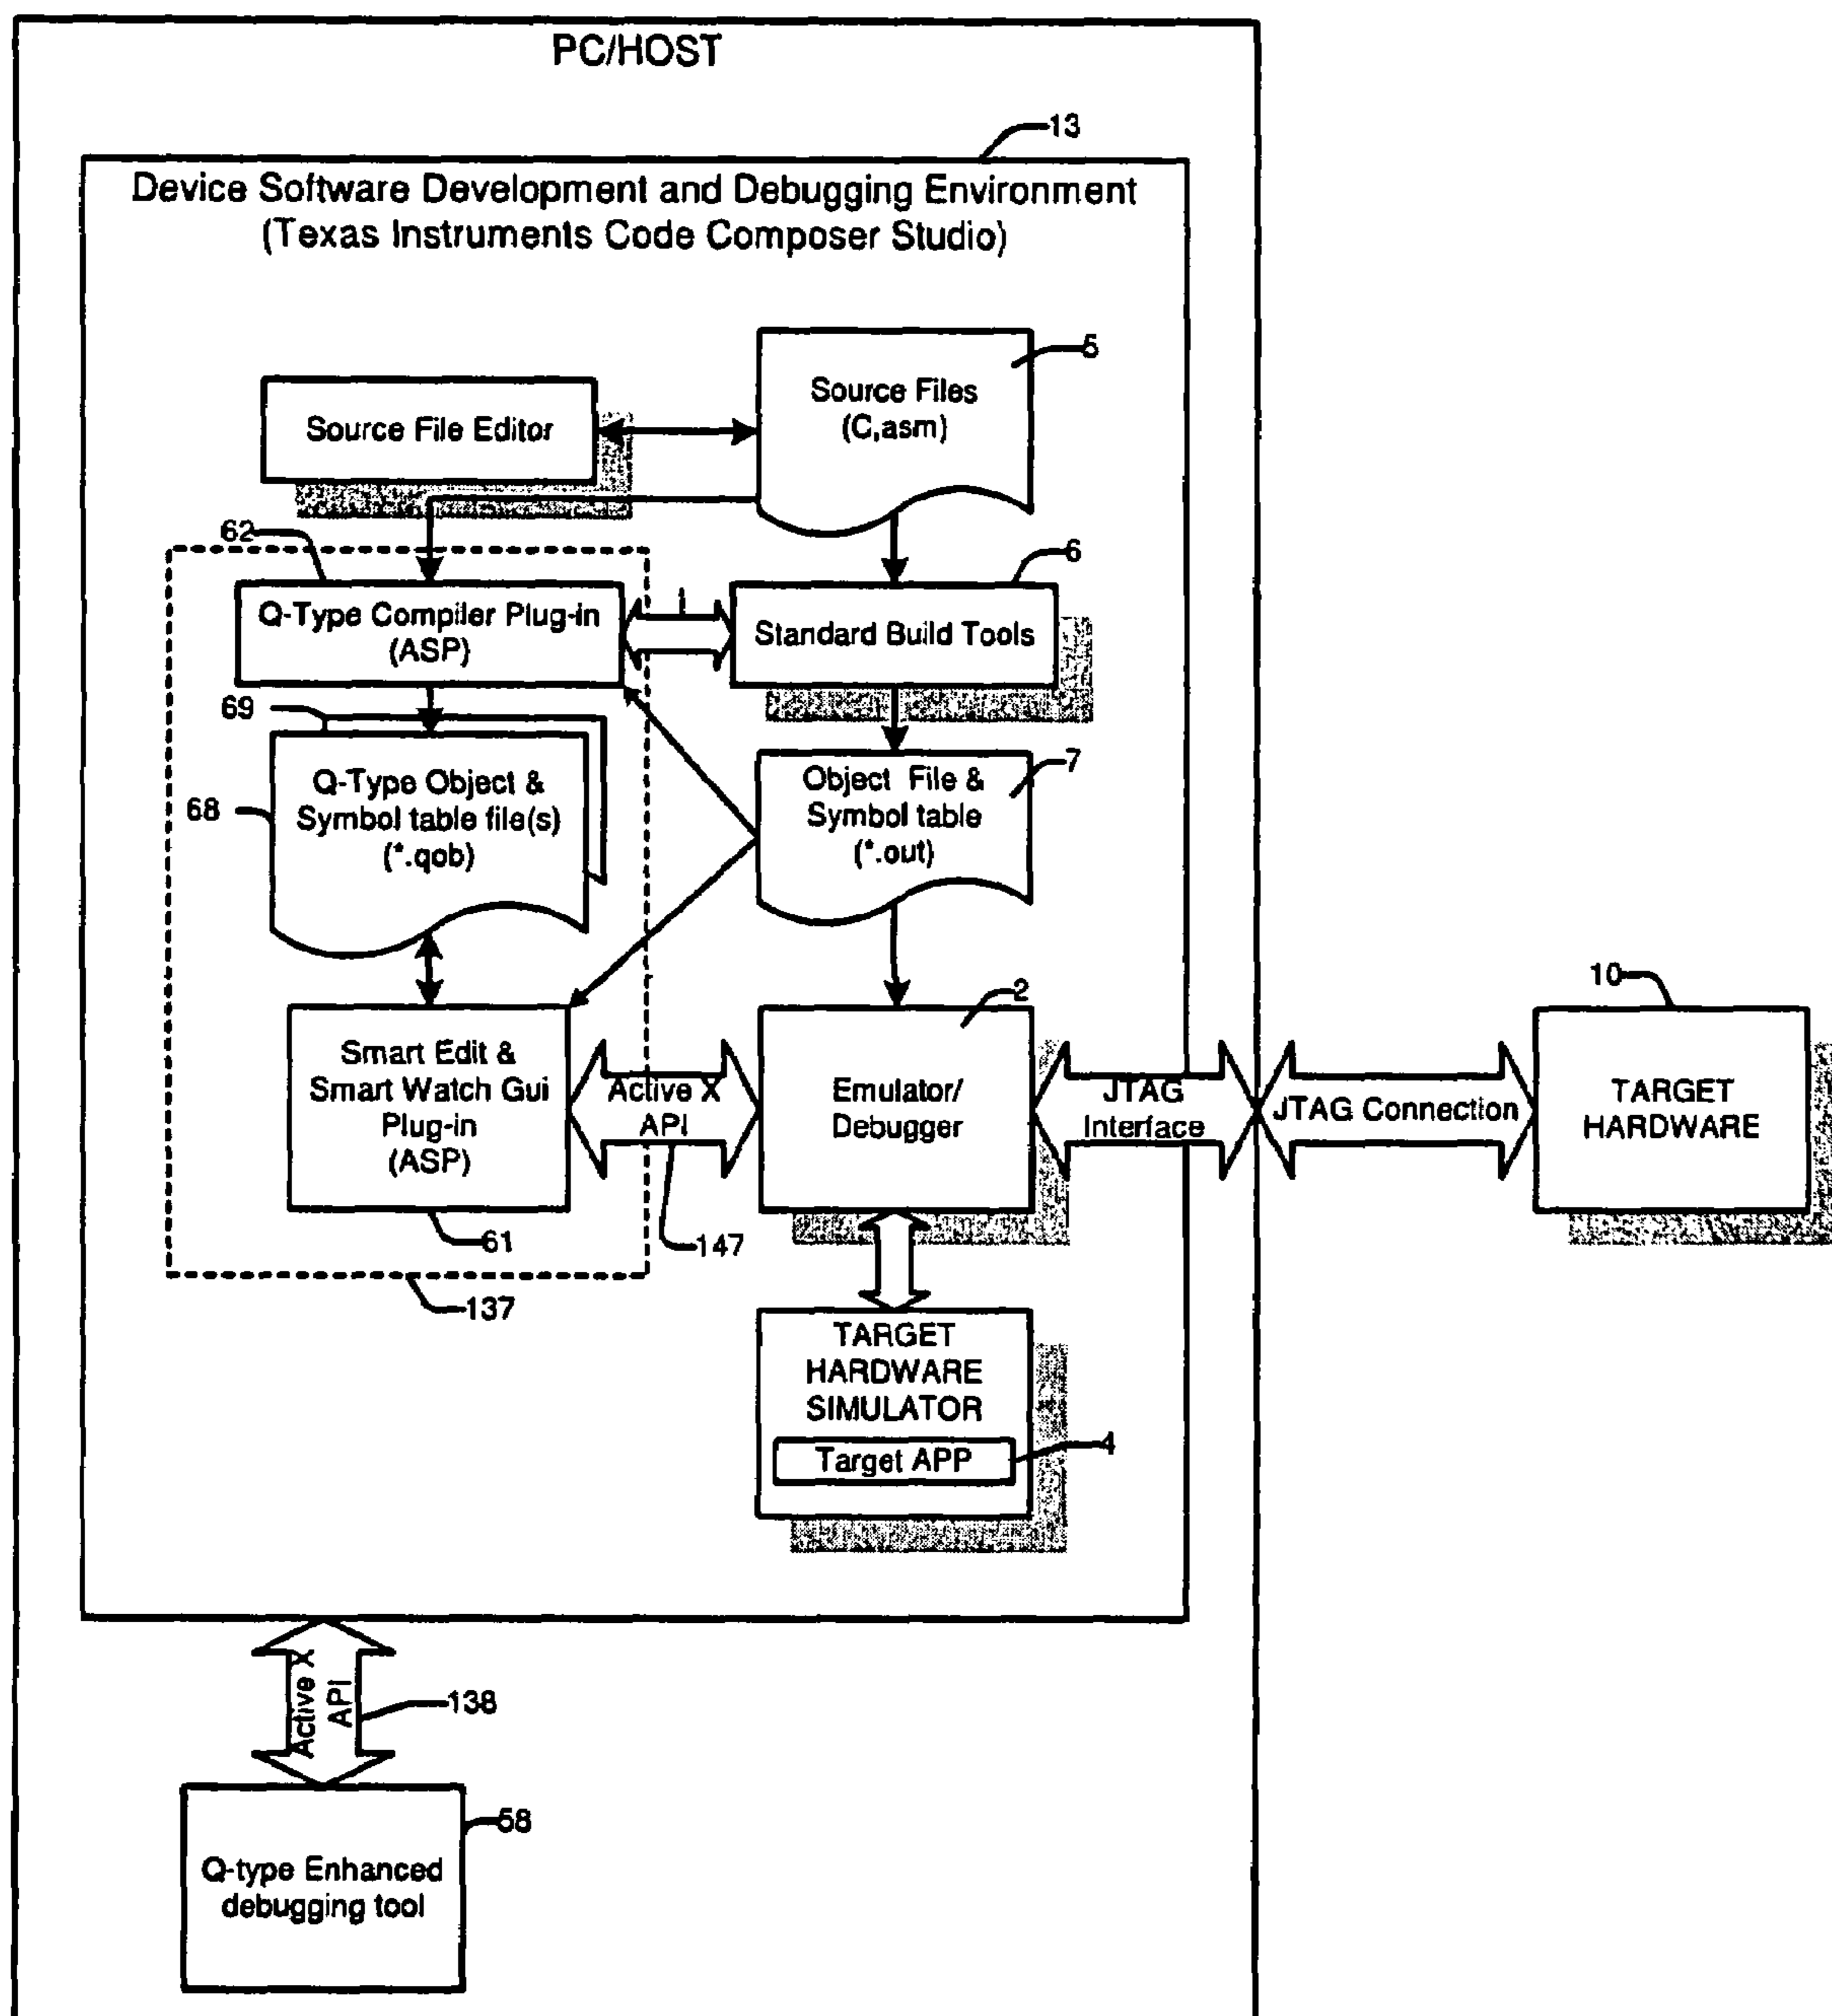 PC/HOST
13
Device Software Development and Debugging Environment
(Texas Instruments Code Composer Studio)
5
Source Files
(C,asm)
Source File Editor
62
6
Q-Type Compiler Plug-in
(ASP)
Standard Build Tools
69
7
Q-Type Object &
Symbol table file(s)
(*.qob)
68
Object File &
Symbol table
(*.out)
2
10
Smart Edit &
Smart Watch Gui
Plug-in
(ASP)
Active X
API
Emulator/
Debugger
JTAG
Interface
JTAG Connection
TARGET
HARDWARE
61
147
137
TARGET
HARDWARE
SIMULATOR
Target APP
4
Active X
API
138
58
Q-type Enhanced
debugging tool